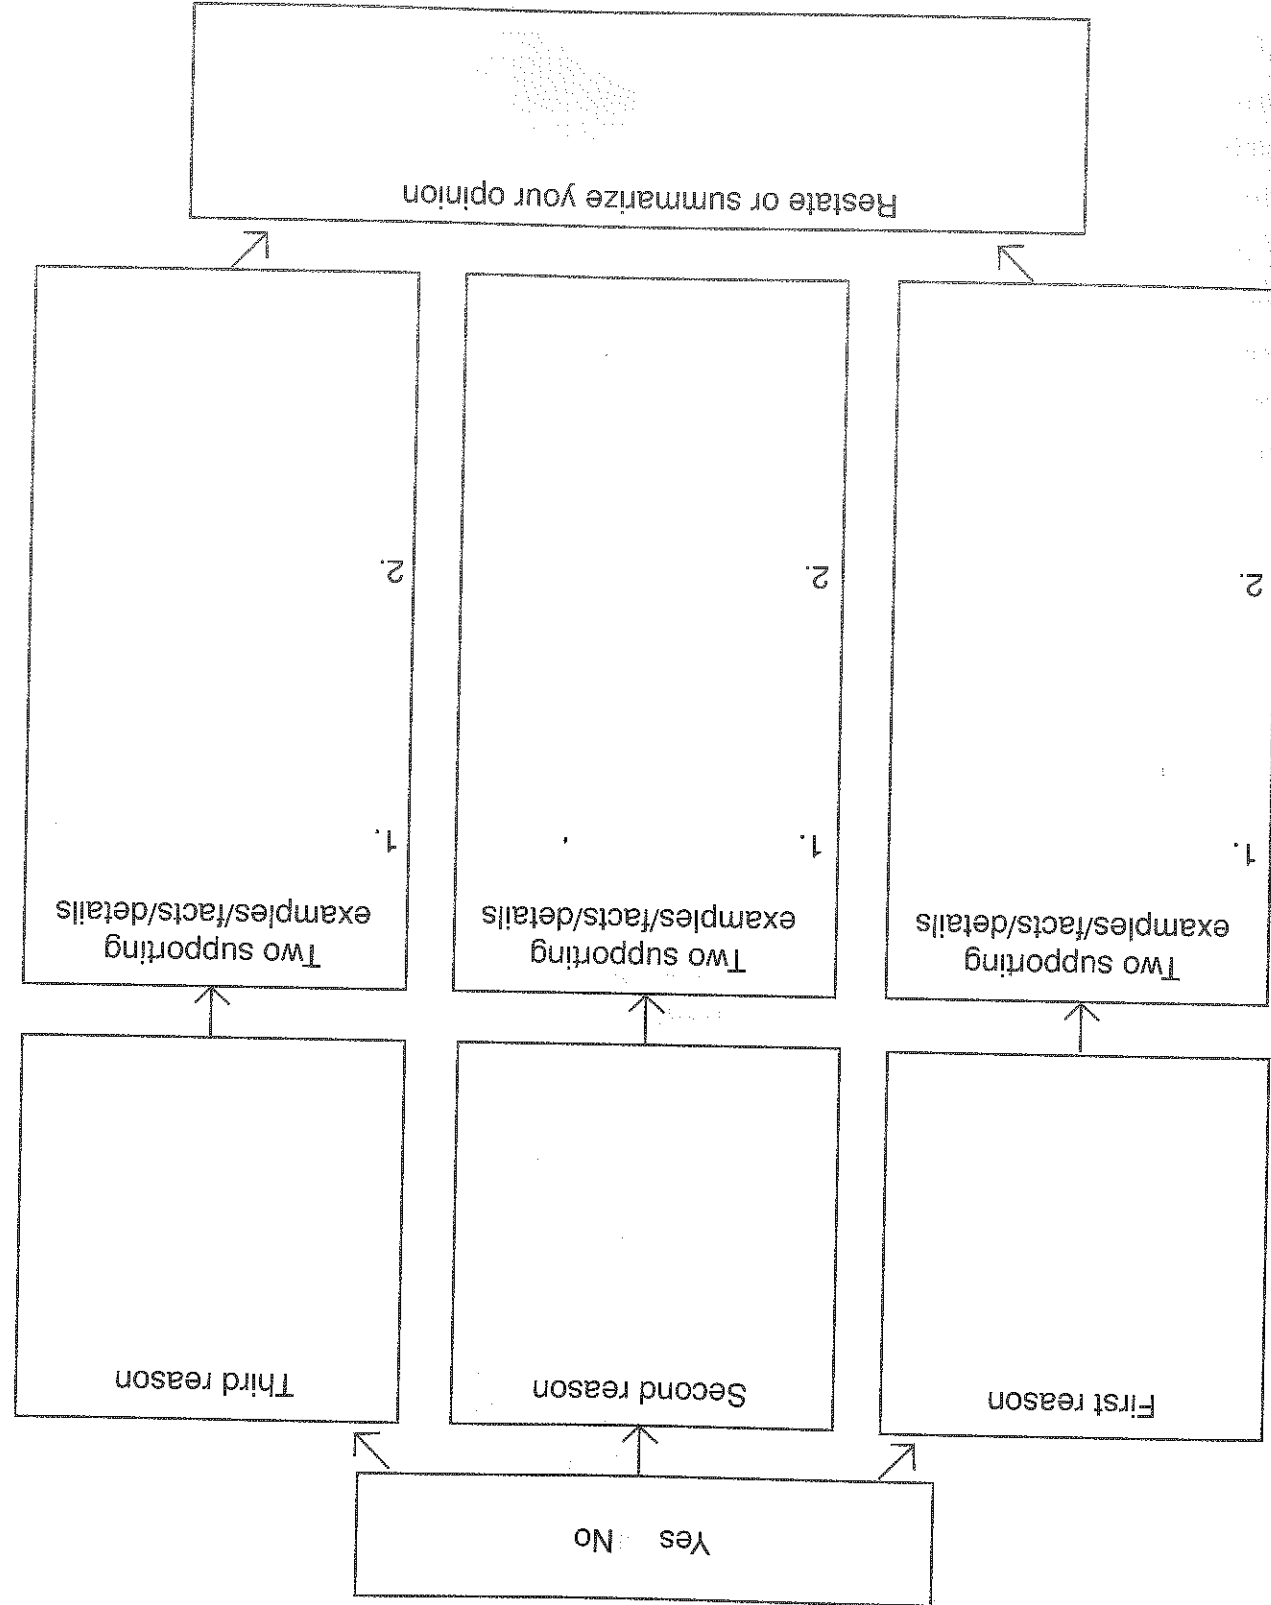 Yes No
First reason
Second reason
Third reason
Two supporting
examples/facts/details
1.
2.
Two supporting
examples/facts/details
1.
2.
Two supporting
examples/facts/details
1.
2.
Restate or summarize your opinion